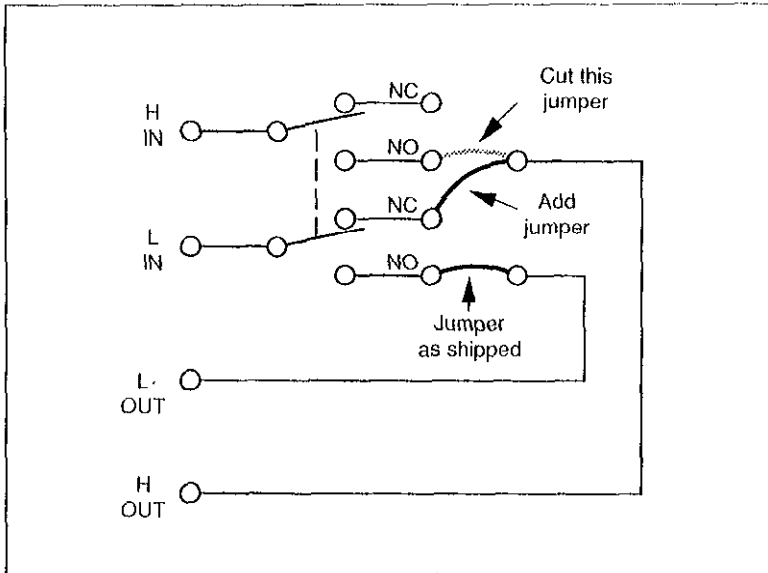 H
IN
NC
Cut this
jumper
NO
NC
Add
jumper
L
IN
NO
Jumper
as shipped
L
OUT
H
OUT